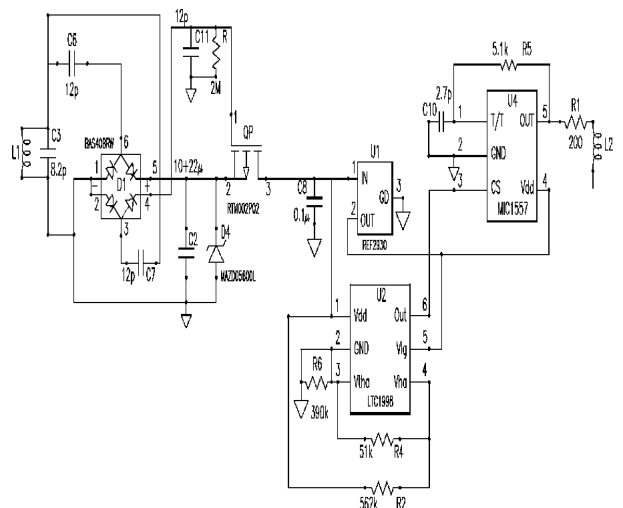 12p
C11
R
2M
C6
12p
L1
C3
8.2p
BAS408RW
6
1
5
D1
2
4
3
12p
C7
10+22μ
C2
D4
MAZD05600L
1
QP
2
3
RTM002P02
C8
0.1μ
U1
1
IN
GD
3
2
OUT
REF2930
5.1k
R5
2.7p
C10
U4
1
T/T
OUT
5
R1
200
L2
2
GND
3
CS
Vdd
4
MIC1557
U2
1
Vdd
Out
6
2
GND
Vlg
5
3
Vtha
Vha
4
LTC1998
R6
390k
51k
R4
562k
R2